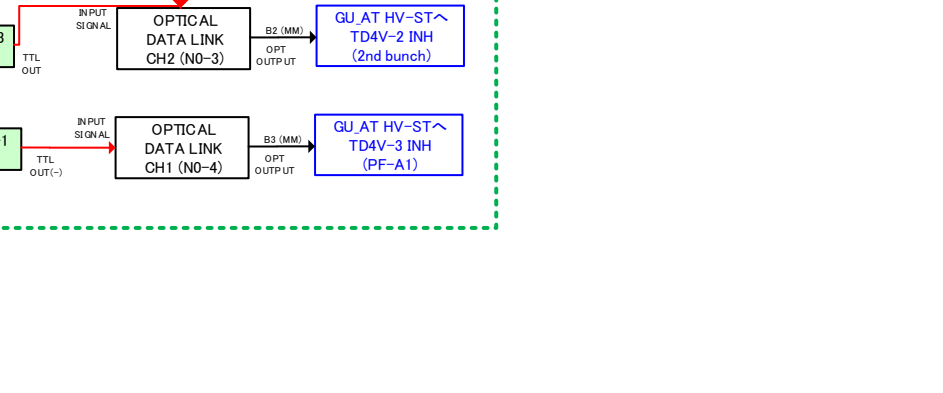 INPUT
SIGNAL
3
TTL
OUT
OPTICAL
DATA LINK
CH2 (N0-3)
B2 (MM)
OPT
OUTPUT
GU_AT HV-STへ
TD4V-2 INH
(2nd bunch)
-1
TTL
OUT(-)
INPUT
SIGNAL
OPTICAL
DATA LINK
CH1 (N0-4)
B3 (MM)
OPT
OUTPUT
GU_AT HV-STへ
TD4V-3 INH
(PF-A1)